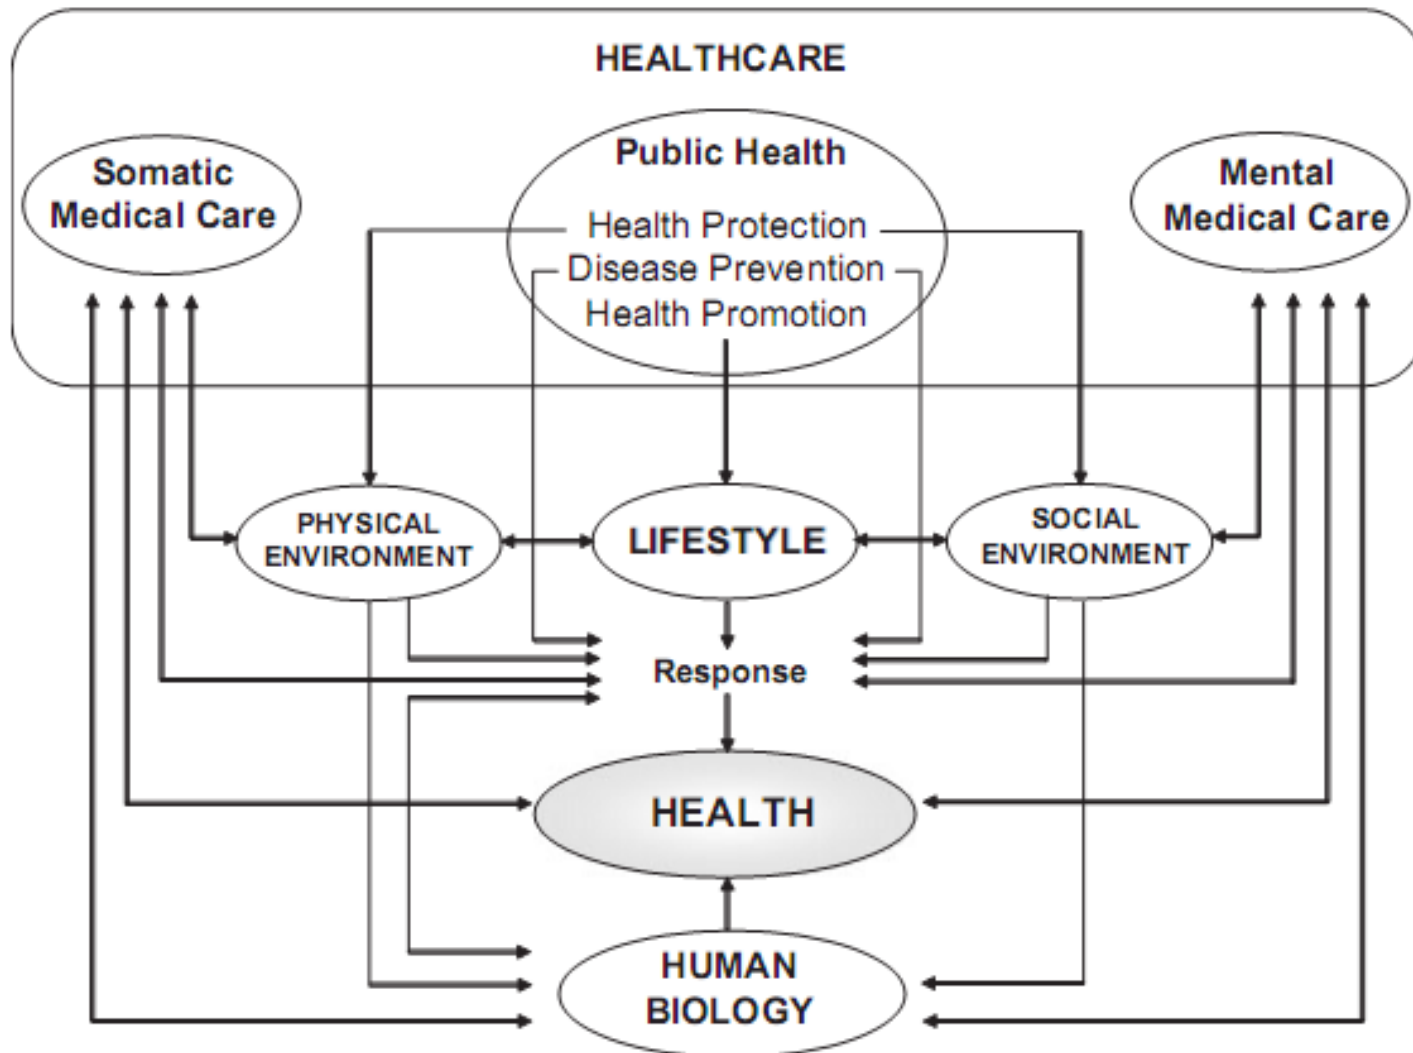 HEALTHCARE
Somatic
Medical Care
Public Health
Health Protection
Disease Prevention
Health Promotion
Mental
Medical Care
PHYSICAL
ENVIRONMENT
LIFESTYLE
SOCIAL
ENVIRONMENT
Response
HEALTH
HUMAN
BIOLOGY